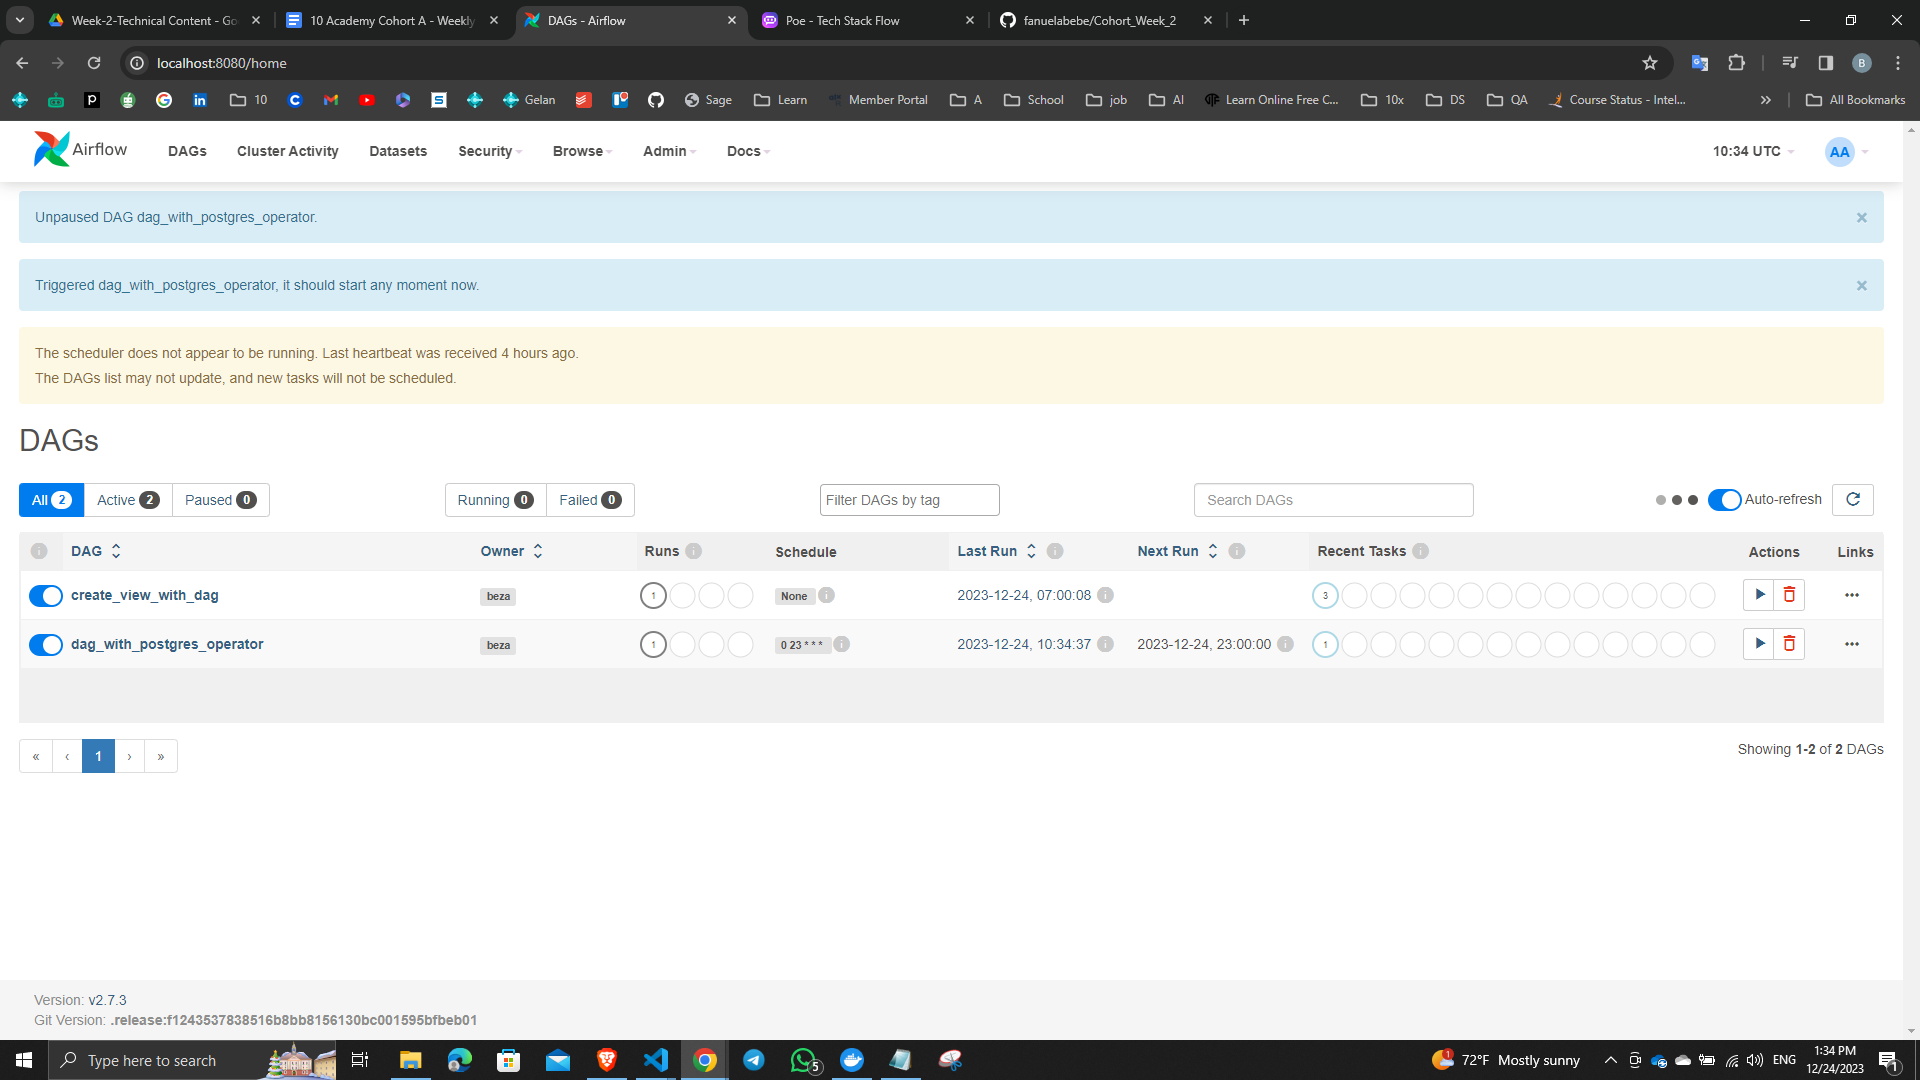 Week-2-Technical Content - Go
10 Academy Cohort A - Weekly
DAGs - Airflow
Poe - Tech Stack Flow
fanuelabebe/Cohort_Week_2
localhost:8080/home
B
10
Gelan
Sage
Learn
Member Portal
A
School
job
AI
Learn Online Free C...
10x
DS
QA
Course Status - Intel...
All Bookmarks
Airflow
DAGs
Cluster Activity
Datasets
Security
Browse
Admin
Docs
10:34 UTC
AA
Unpaused DAG dag_with_postgres_operator.
×
Triggered dag_with_postgres_operator, it should start any moment now.
×
The scheduler does not appear to be running. Last heartbeat was received 4 hours ago.
The DAGs list may not update, and new tasks will not be scheduled.
DAGs
All 2
Active 2
Paused 0
Running 0
Failed 0
Filter DAGs by tag
Search DAGs
Auto-refresh
DAG
Owner
Runs
Schedule
Last Run
Next Run
Recent Tasks
Actions
Links
create_view_with_dag
beza
1
None
2023-12-24, 07:00:08
3
dag_with_postgres_operator
beza
1
0 23 * * *
2023-12-24, 10:34:37
2023-12-24, 23:00:00
1
« ‹ 1 › »
Showing 1-2 of 2 DAGs
Version: v2.7.3
Git Version: .release:f1243537838516b8bb8156130bc001595bfbeb01
Type here to search
5
1
72°F Mostly sunny
ENG
1:34 PM
12/24/2023
1